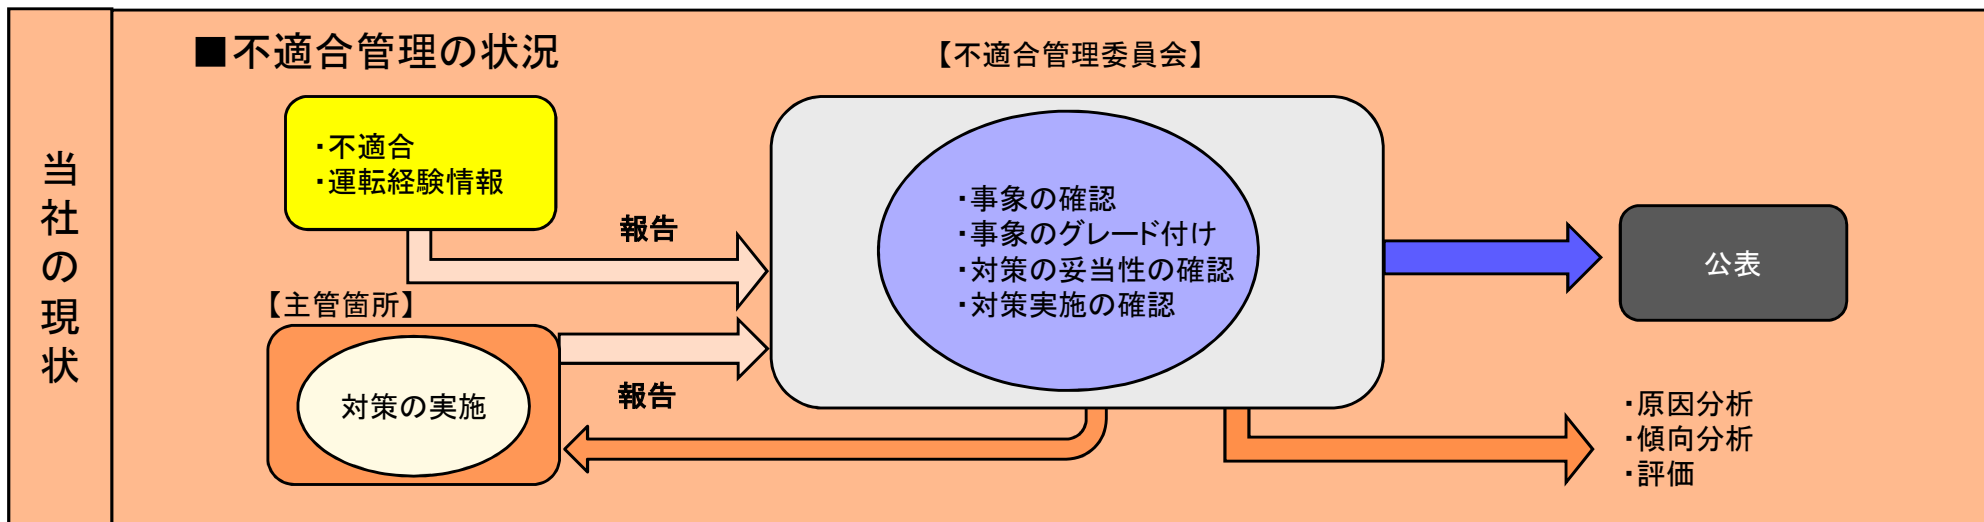 当社の現状
■不適合管理の状況
【不適合管理委員会】
・不適合
・運転経験情報
報告
・事象の確認
・事象のグレード付け
・対策の妥当性の確認
・対策実施の確認
公表
【主管箇所】
対策の実施
報告
・原因分析
・傾向分析
・評価